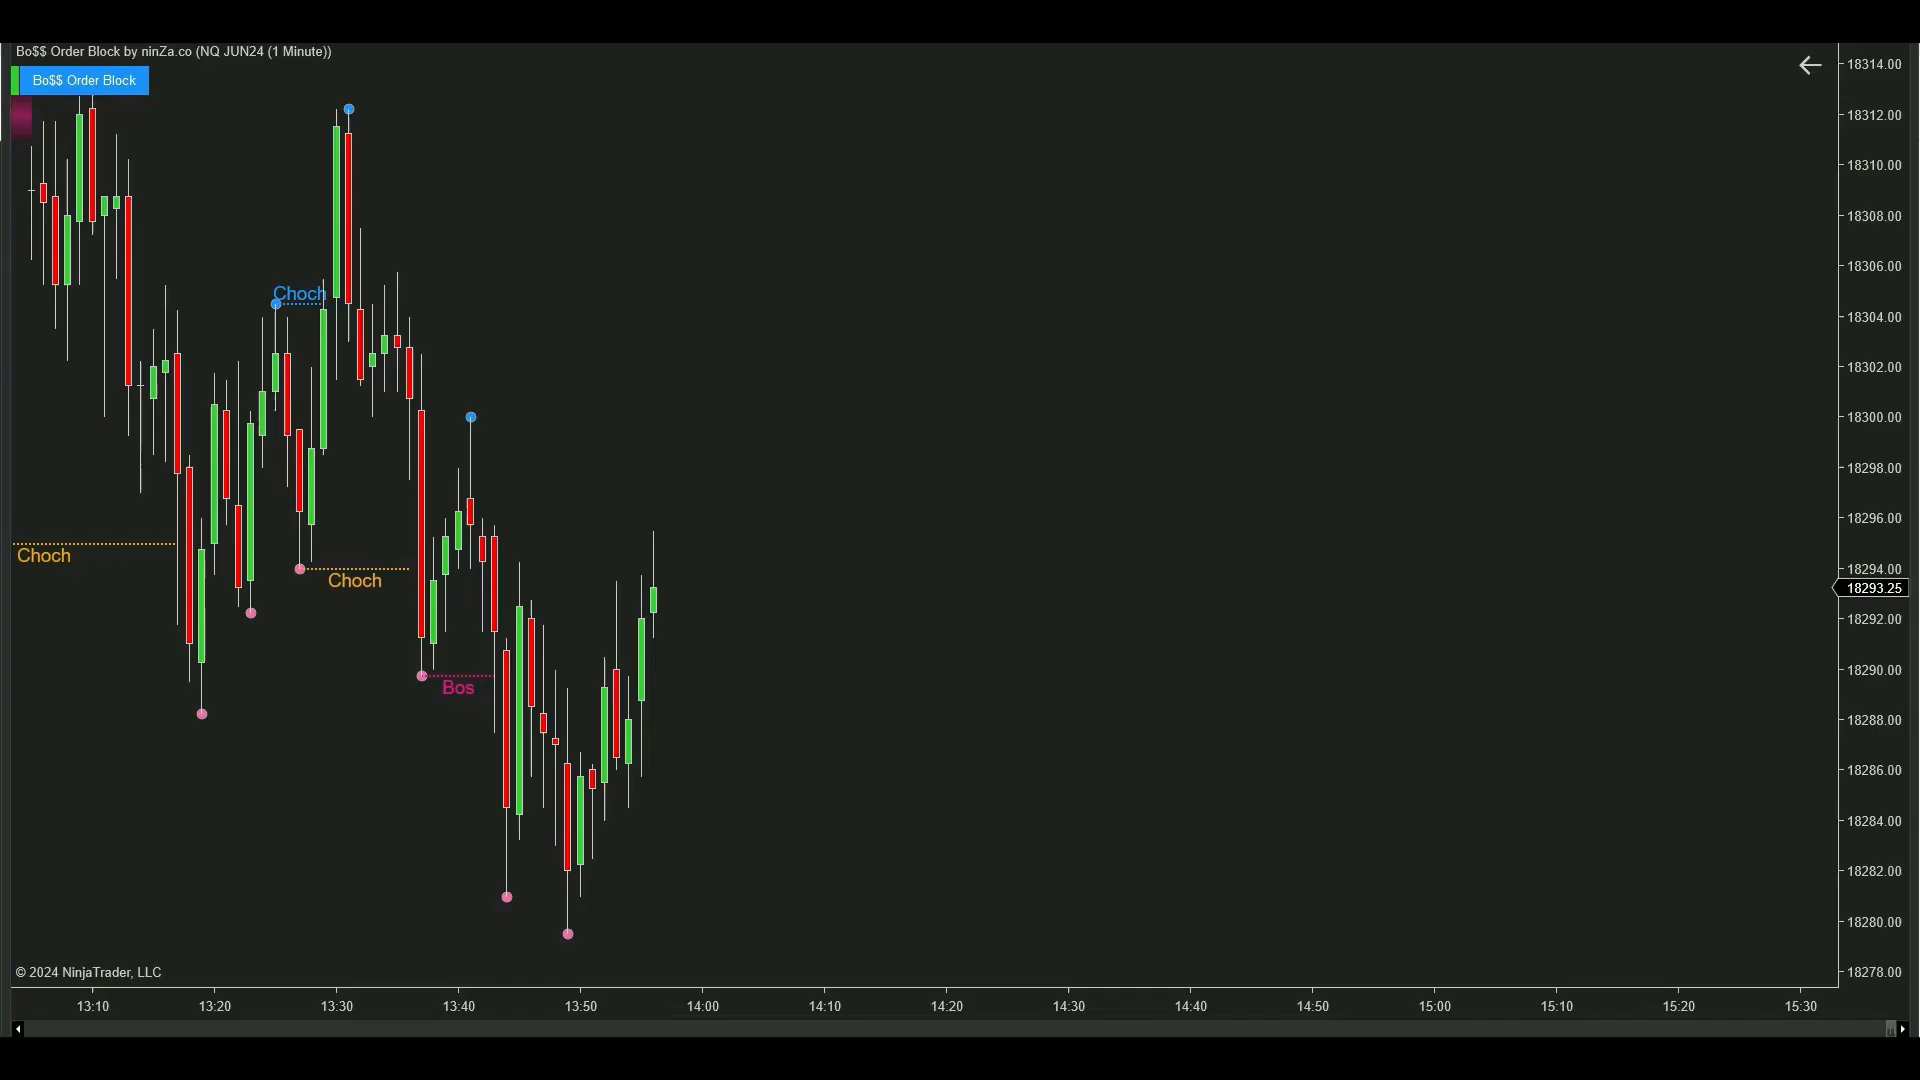 Bo$$ Order Block by ninZa.co (NQ JUN24 (1 Minute))
Bo$$ Order Block
18314.00
18312.00
18310.00
18308.00
18306.00
18304.00
18302.00
18300.00
18298.00
18296.00
18294.00
18293.25
18292.00
18290.00
18288.00
18286.00
18284.00
18282.00
18280.00
18278.00
Choch
Choch
Choch
Bos
© 2024 NinjaTrader, LLC
13:10 13:20 13:30 13:40 13:50 14:00 14:10 14:20 14:30 14:40 14:50 15:00 15:10 15:20 15:30